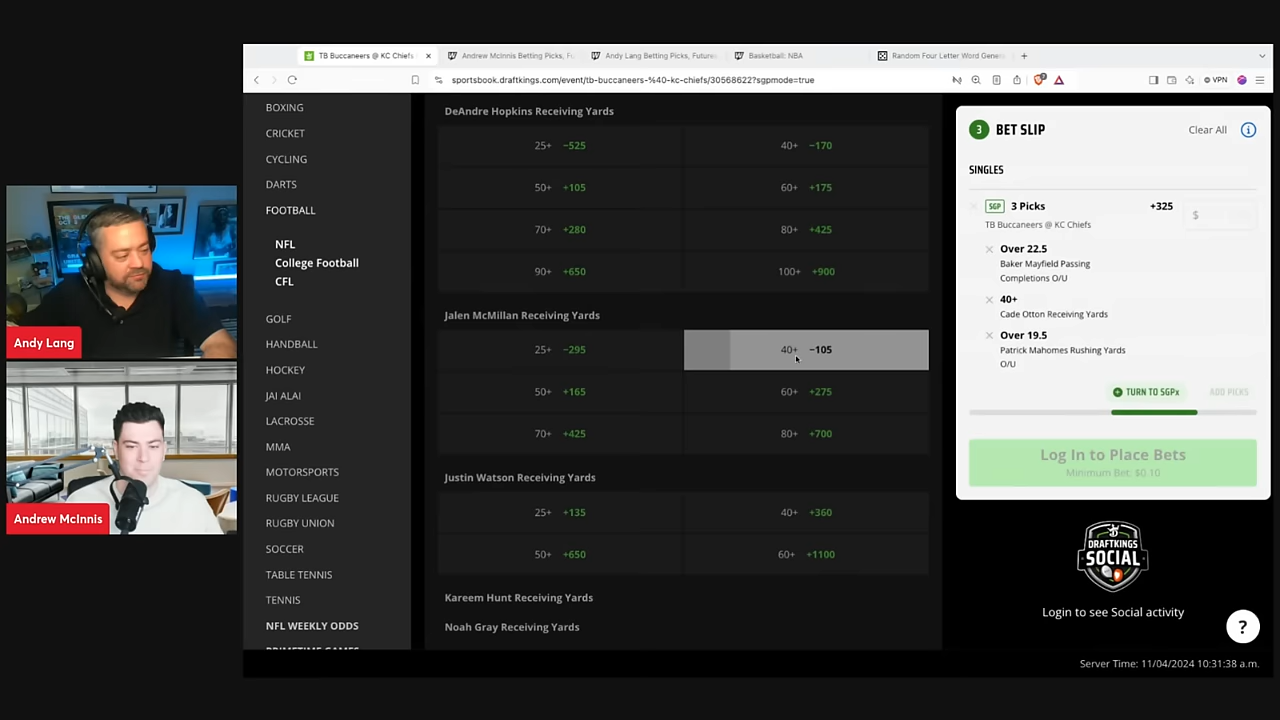 TB Buccaneers @ KC Chiefs
Andrew McInnis Betting Picks, Fu
Andy Lang Betting Picks, Future
Basketball: NBA
Random Four Letter Word Gene
sportsbook.draftkings.com/event/tb-buccaneers-%40-kc-chiefs/30568622?sgpmode=true
VPN
BOXING
CRICKET
CYCLING
DARTS
FOOTBALL
NFL
College Football
CFL
GOLF
HANDBALL
HOCKEY
JAI ALAI
LACROSSE
MMA
MOTORSPORTS
RUGBY LEAGUE
RUGBY UNION
SOCCER
TABLE TENNIS
TENNIS
NFL WEEKLY ODDS
PRIMETIME GAMES
DeAndre Hopkins Receiving Yards
25+ −525 40+ −170
50+ +105 60+ +175
70+ +280 80+ +425
90+ +650 100+ +900
Jalen McMillan Receiving Yards
25+ −295 40+ −105
50+ +165 60+ +275
70+ +425 80+ +700
Justin Watson Receiving Yards
25+ +135 40+ +360
50+ +650 60+ +1100
Kareem Hunt Receiving Yards
Noah Gray Receiving Yards
3 BET SLIP Clear All
SINGLES
SGP 3 Picks +325
$
TB Buccaneers @ KC Chiefs
Over 22.5
Baker Mayfield Passing
Completions O/U
40+
Cade Otton Receiving Yards
Over 19.5
Patrick Mahomes Rushing Yards
O/U
TURN TO SGPx ADD PICKS
Log In to Place Bets
Minimum Bet: $0.10
DRAFTKINGS
SOCIAL
Login to see Social activity
?
Server Time: 11/04/2024 10:31:38 a.m.
Andy Lang
Andrew McInnis